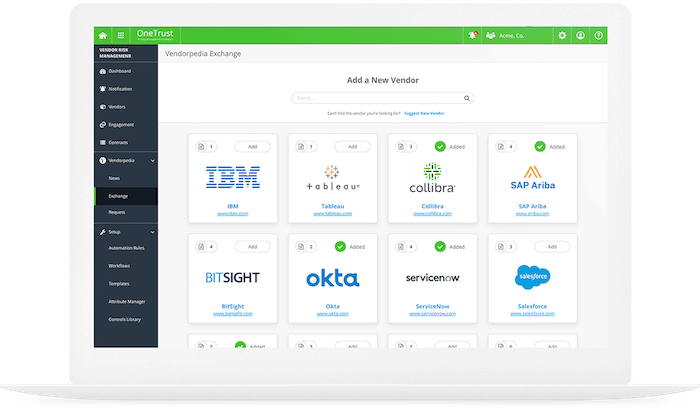 OneTrust
Acme, Co.
VENDOR RISK
MANAGEMENT
Dashboard
Notification
Vendors
Engagement
Contracts
Vendorpedia
News
Exchange
Request
Setup
Automation Rules
Workflows
Templates
Attribute Manager
Controls Library
Vendorpedia Exchange
Add a New Vendor
Search...
Can't find the vendor you're looking for? Suggest New Vendor
1 Add
IBM
IBM
www.ibm.com
1 Add
+ableau
Tableau
www.tableau.com
3 Added
collibra
Collibra
www.collibra.com
4 Added
SAP Ariba
SAP Ariba
www.ariba.com
4 Add
BITSIGHT
BitSight
www.bitsight.com
2 Added
okta
Okta
www.okta.com
4 Added
servicenow
ServiceNow
www.servicenow.com
3 Add
salesforce
Salesforce
www.salesforce.com
Added
Add
Add
Add